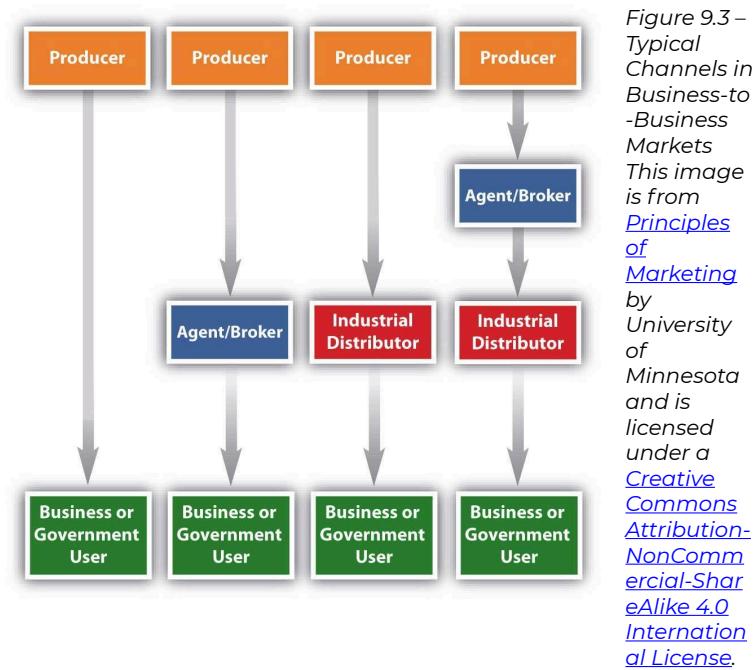 Producer
Producer
Producer
Producer
Agent/Broker
Agent/Broker
Industrial
Distributor
Industrial
Distributor
Business or
Government
User
Business or
Government
User
Business or
Government
User
Business or
Government
User
Figure 9.3 –
Typical
Channels in
Business-to
-Business
Markets
This image
is from
Principles
of
Marketing
by
University
of
Minnesota
and is
licensed
under a
Creative
Commons
Attribution-
NonComm
ercial-Shar
eAlike 4.0
Internation
al License.